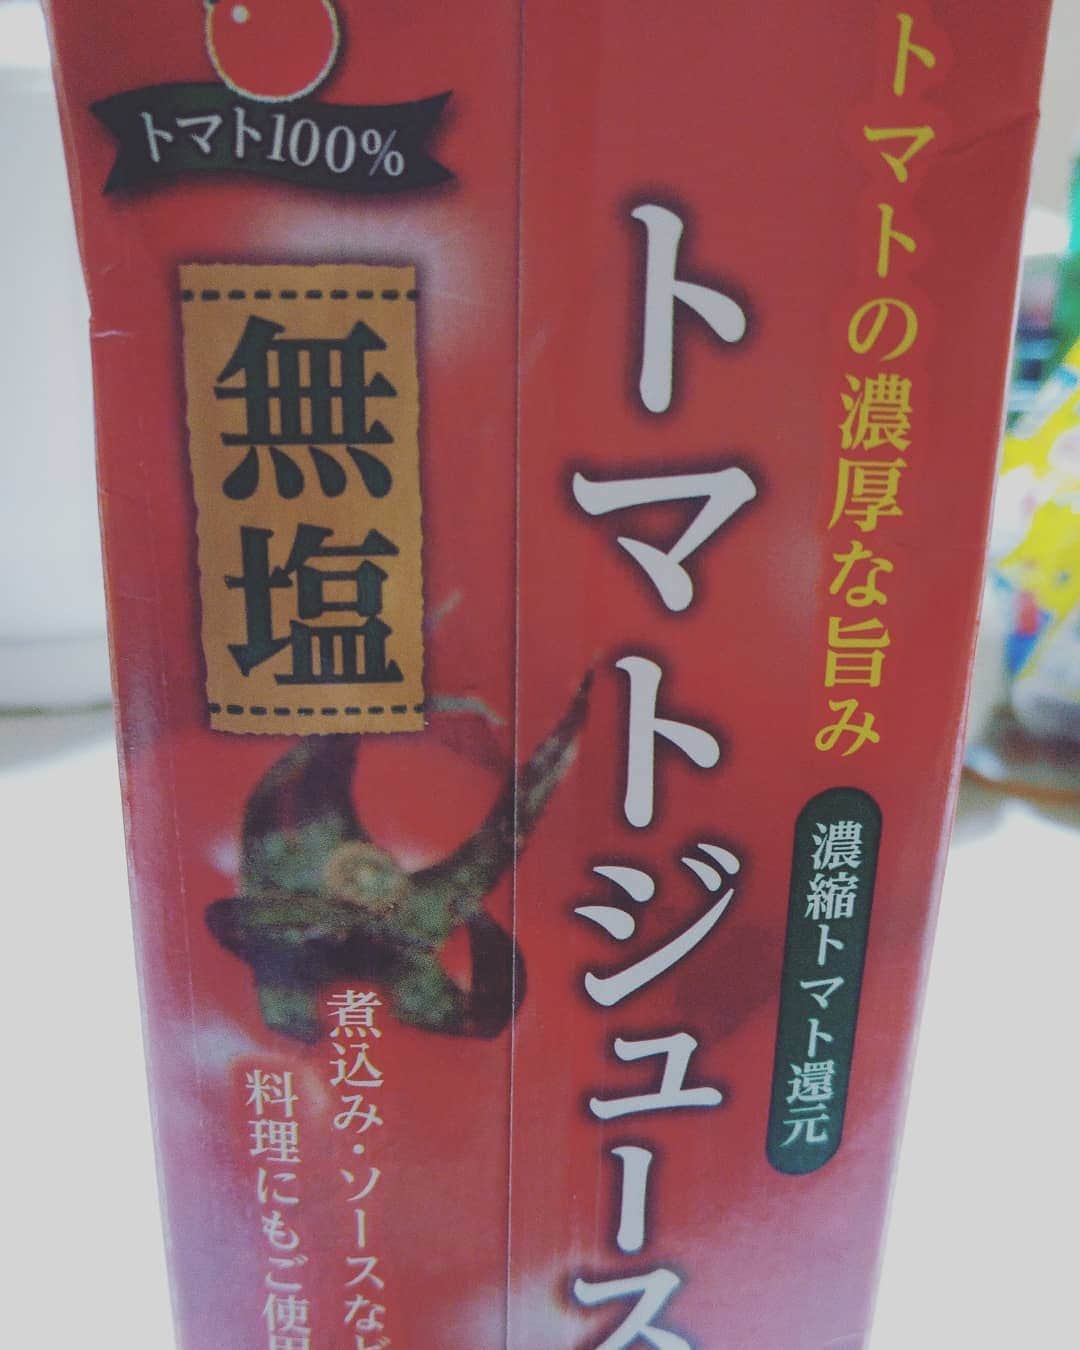 トマト100%
無塩
トマトの濃厚な旨み
トマトジュース
濃縮トマト還元
煮込み・ソースなど
料理にもご使用